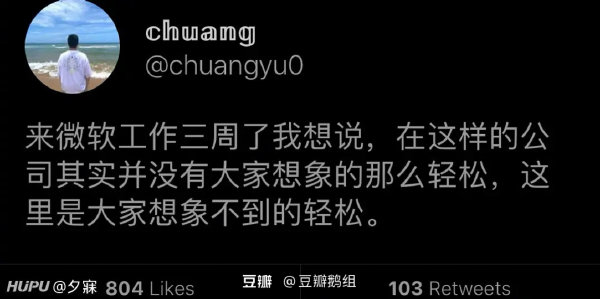 𝕔𝕙𝕦𝕒𝕟𝕘
@chuangyu0
来微软工作三周了我想说，在这样的公
司其实并没有大家想象的那么轻松，这
里是大家想象不到的轻松。
HUPU @夕寐 804 Likes 豆瓣 @豆瓣鹅组 103 Retweets